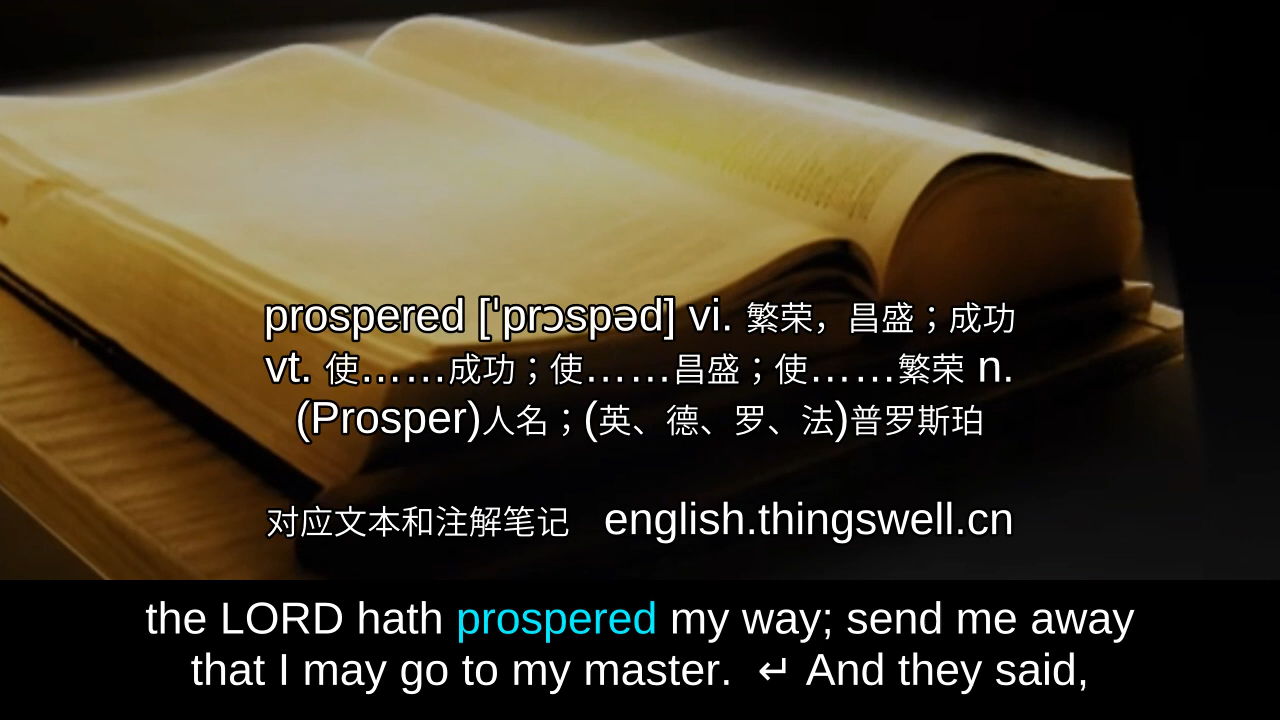 prospered ['prɔspəd] vi. 繁荣，昌盛；成功
vt. 使……成功；使……昌盛；使……繁荣 n.
(Prosper)人名；(英、德、罗、法)普罗斯珀
对应文本和注解笔记 english.thingswell.cn
the LORD hath prospered my way; send me away
that I may go to my master. ↵ And they said,